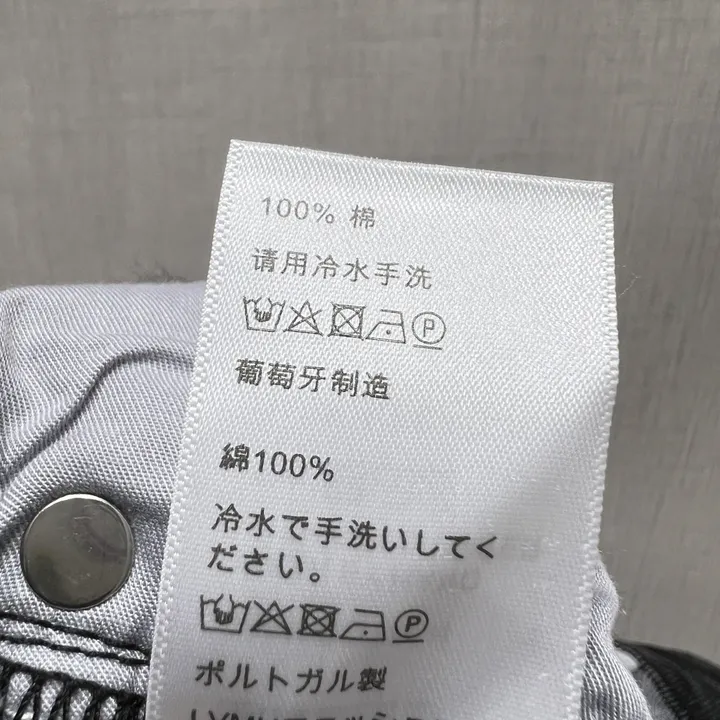 100% 棉
请用冷水手洗
P
葡萄牙制造
綿100%
冷水で手洗いしてく
ださい。
P
ポルトガル製